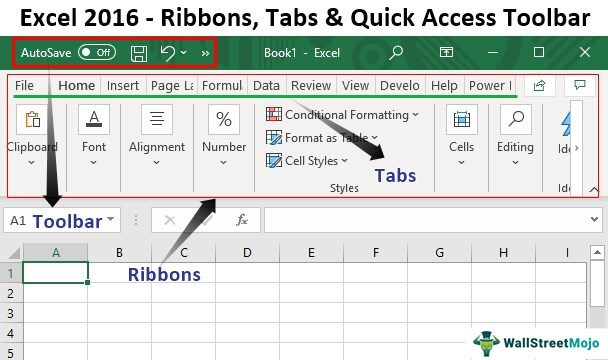 Excel 2016 - Ribbons, Tabs & Quick Access Toolbar
AutoSave Off » Book1 - Excel
File Home Insert Page La Formul Data Review View Develo Help Power I
Clipboard Font Alignment Number Conditional Formatting Cells Editing Ide
Format as Table
Cell Styles
Styles
Tabs
A1 Toolbar fx
Ribbons
A B C D E F G H I
1
2
3
4
5
WallStreetMojo